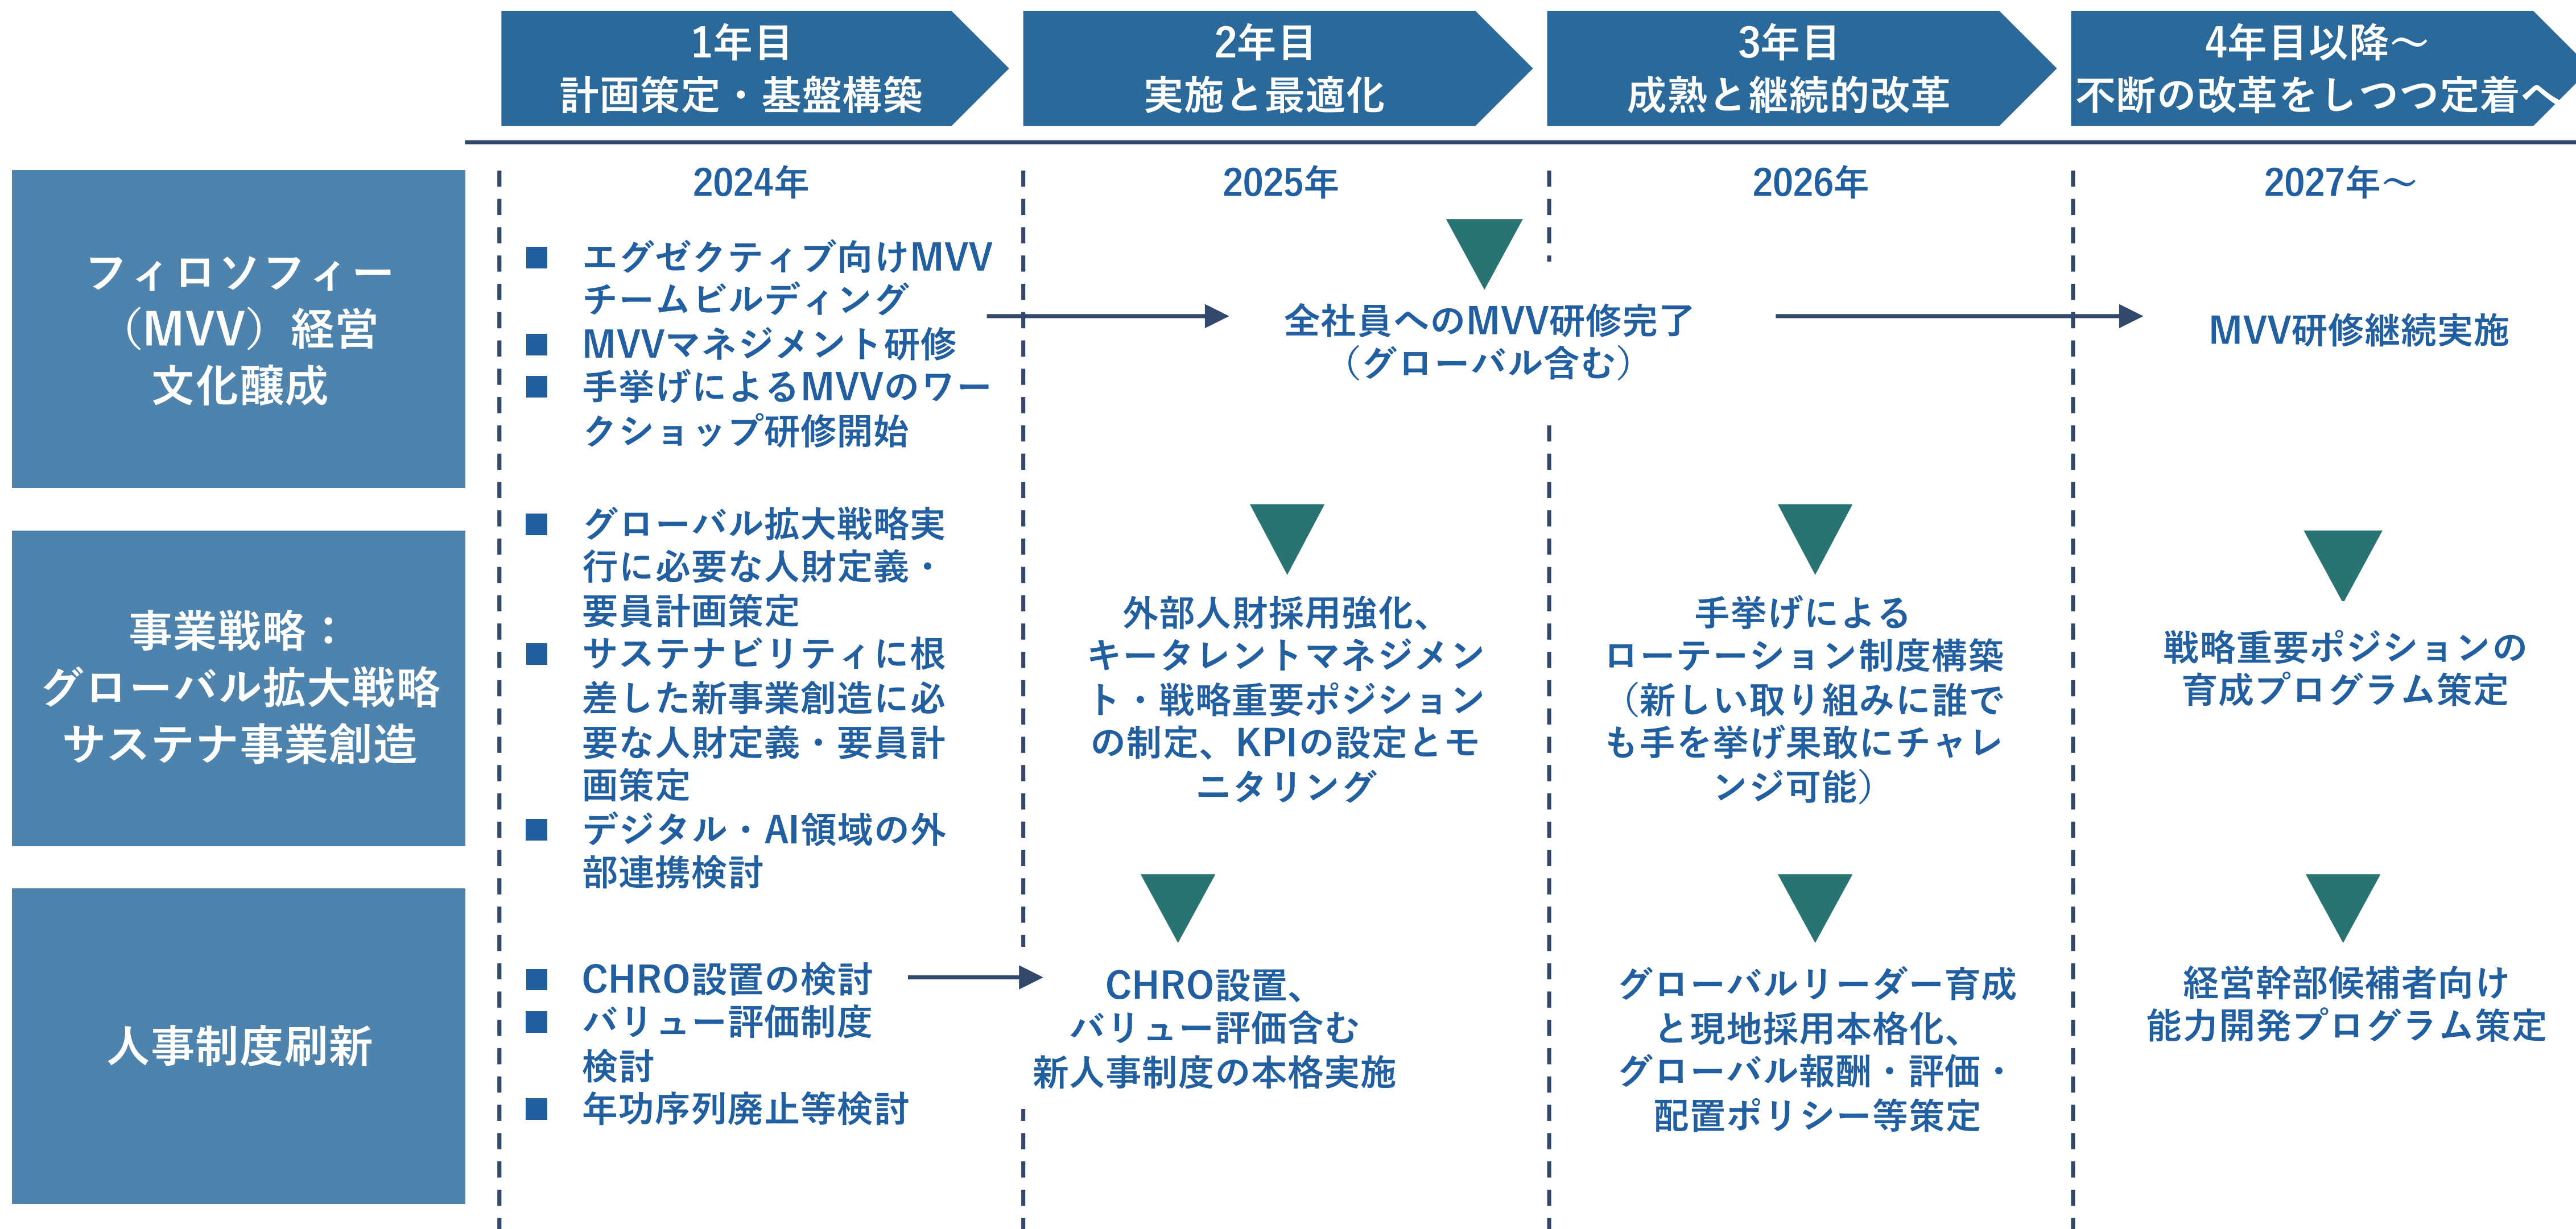 1年目
計画策定・基盤構築
2年目
実施と最適化
3年目
成熟と継続的改革
4年目以降～
不断の改革をしつつ定着へ
2024年
2025年
2026年
2027年～
フィロソフィー
（MVV）経営
文化醸成
■ エグゼクティブ向けMVV
チームビルディング
■ MVVマネジメント研修
■ 手挙げによるMVVのワー
クショップ研修開始
全社員へのMVV研修完了
（グローバル含む）
MVV研修継続実施
事業戦略：
グローバル拡大戦略
サステナ事業創造
■ グローバル拡大戦略実
行に必要な人財定義・
要員計画策定
■ サステナビリティに根
差した新事業創造に必
要な人財定義・要員計
画策定
■ デジタル・AI領域の外
部連携検討
外部人財採用強化、
キータレントマネジメン
ト・戦略重要ポジション
の制定、KPIの設定とモ
ニタリング
手挙げによる
ローテーション制度構築
（新しい取り組みに誰で
も手を挙げ果敢にチャレ
ンジ可能）
戦略重要ポジションの
育成プログラム策定
人事制度刷新
■ CHRO設置の検討
■ バリュー評価制度
検討
■ 年功序列廃止等検討
CHRO設置、
バリュー評価含む
新人事制度の本格実施
グローバルリーダー育成
と現地採用本格化、
グローバル報酬・評価・
配置ポリシー等策定
経営幹部候補者向け
能力開発プログラム策定